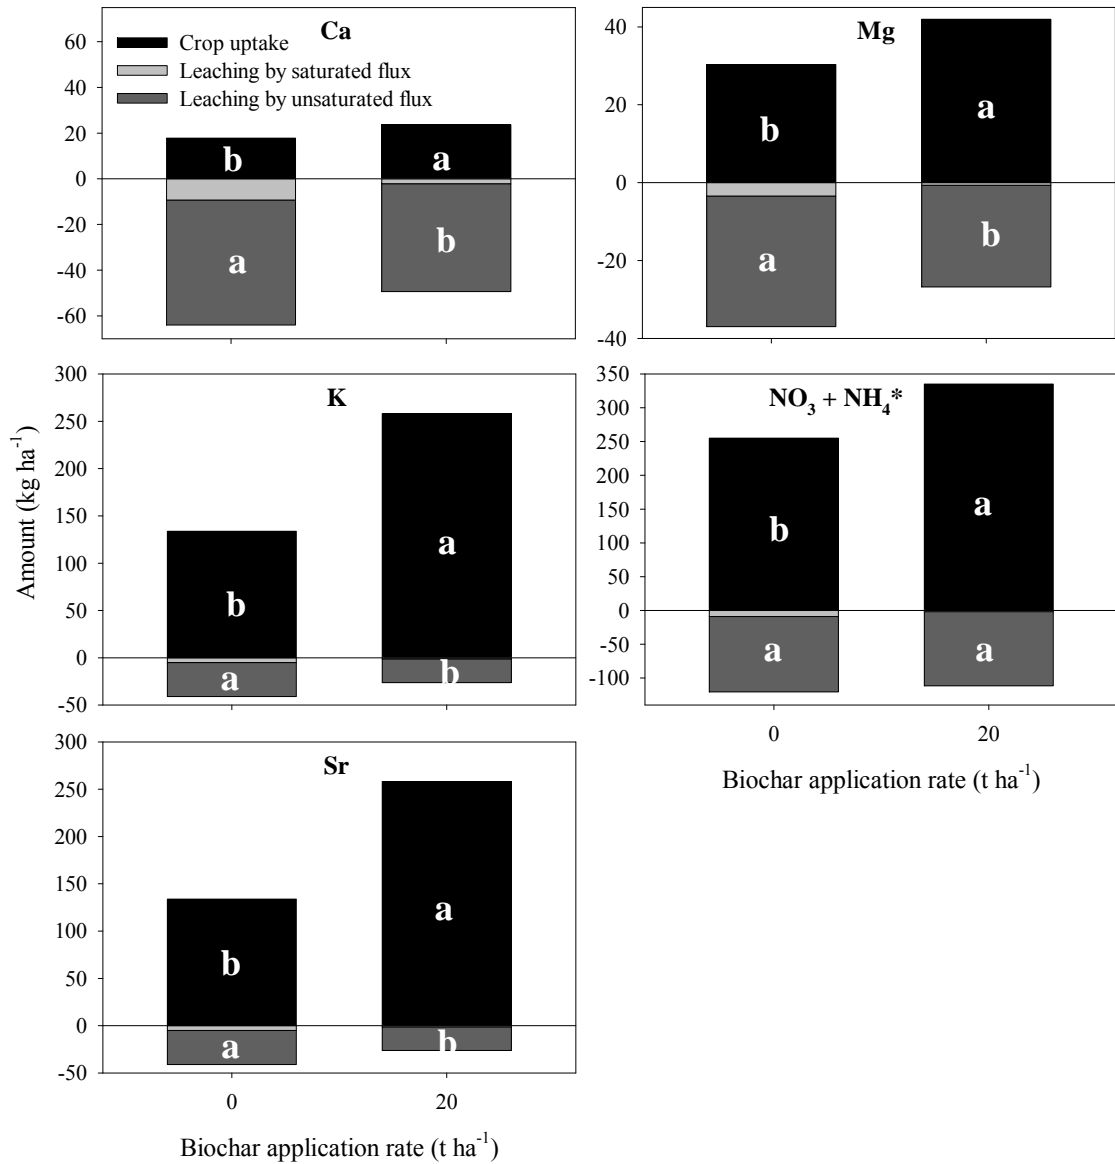 Ca
Crop uptake
Leaching by saturated flux
Leaching by unsaturated flux
60
40
20
0
-20
-40
-60
b
a
a
b
Mg
40
20
0
-20
-40
b
a
a
b
K
300
250
200
150
100
50
0
-50
b
a
a
b
NO₃ + NH₄*
350
300
250
200
150
100
50
0
-50
-100
b
a
a
a
0
20
Biochar application rate (t ha⁻¹)
Amount (kg ha⁻¹)
Sr
300
250
200
150
100
50
0
-50
b
a
a
b
0
20
Biochar application rate (t ha⁻¹)